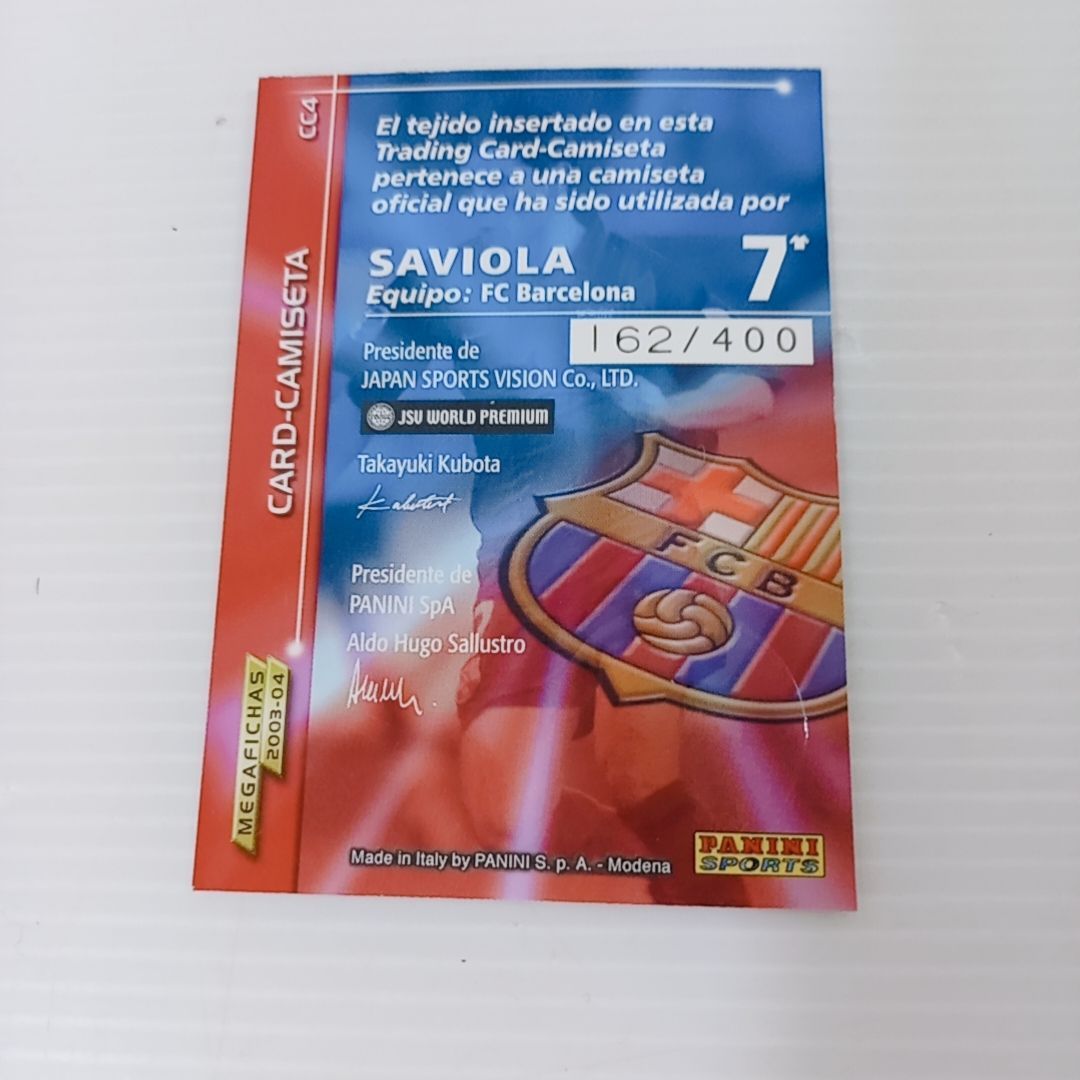 CC4
CARD-CAMISETA
MEGAFICHAS
2003-04
El tejido insertado en esta
Trading Card-Camiseta
pertenece a una camiseta
oficial que ha sido utilizada por
SAVIOLA
7
Equipo: FC Barcelona
162/400
Presidente de
JAPAN SPORTS VISION Co., LTD.
JSV WORLD PREMIUM
Takayuki Kubota
Presidente de
PANINI SpA
Aldo Hugo Sallustro
FCB
Made in Italy by PANINI S. p. A. - Modena
PANINI
SPORTS